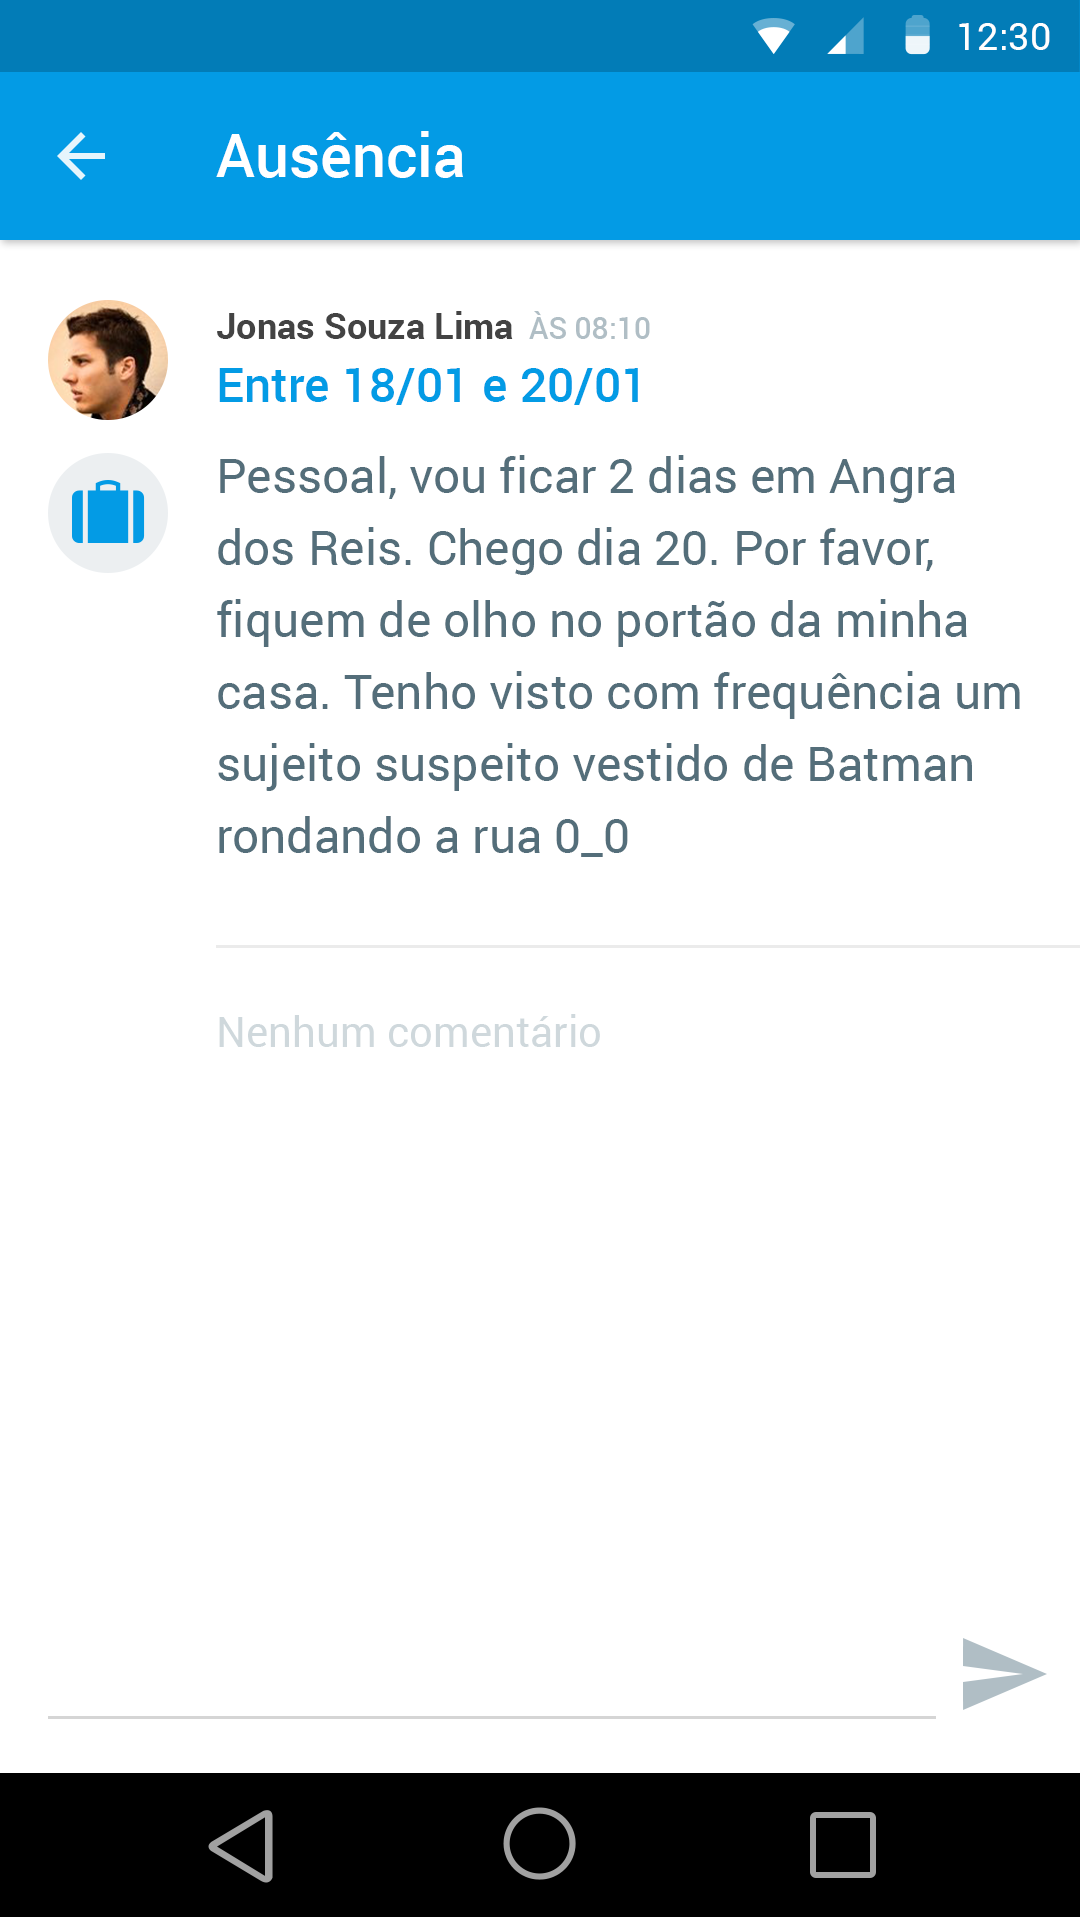 12:30
Ausência
Jonas Souza Lima ÀS 08:10
Entre 18/01 e 20/01
Pessoal, vou ficar 2 dias em Angra
dos Reis. Chego dia 20. Por favor,
fiquem de olho no portão da minha
casa. Tenho visto com frequência um
sujeito suspeito vestido de Batman
rondando a rua 0_0
Nenhum comentário